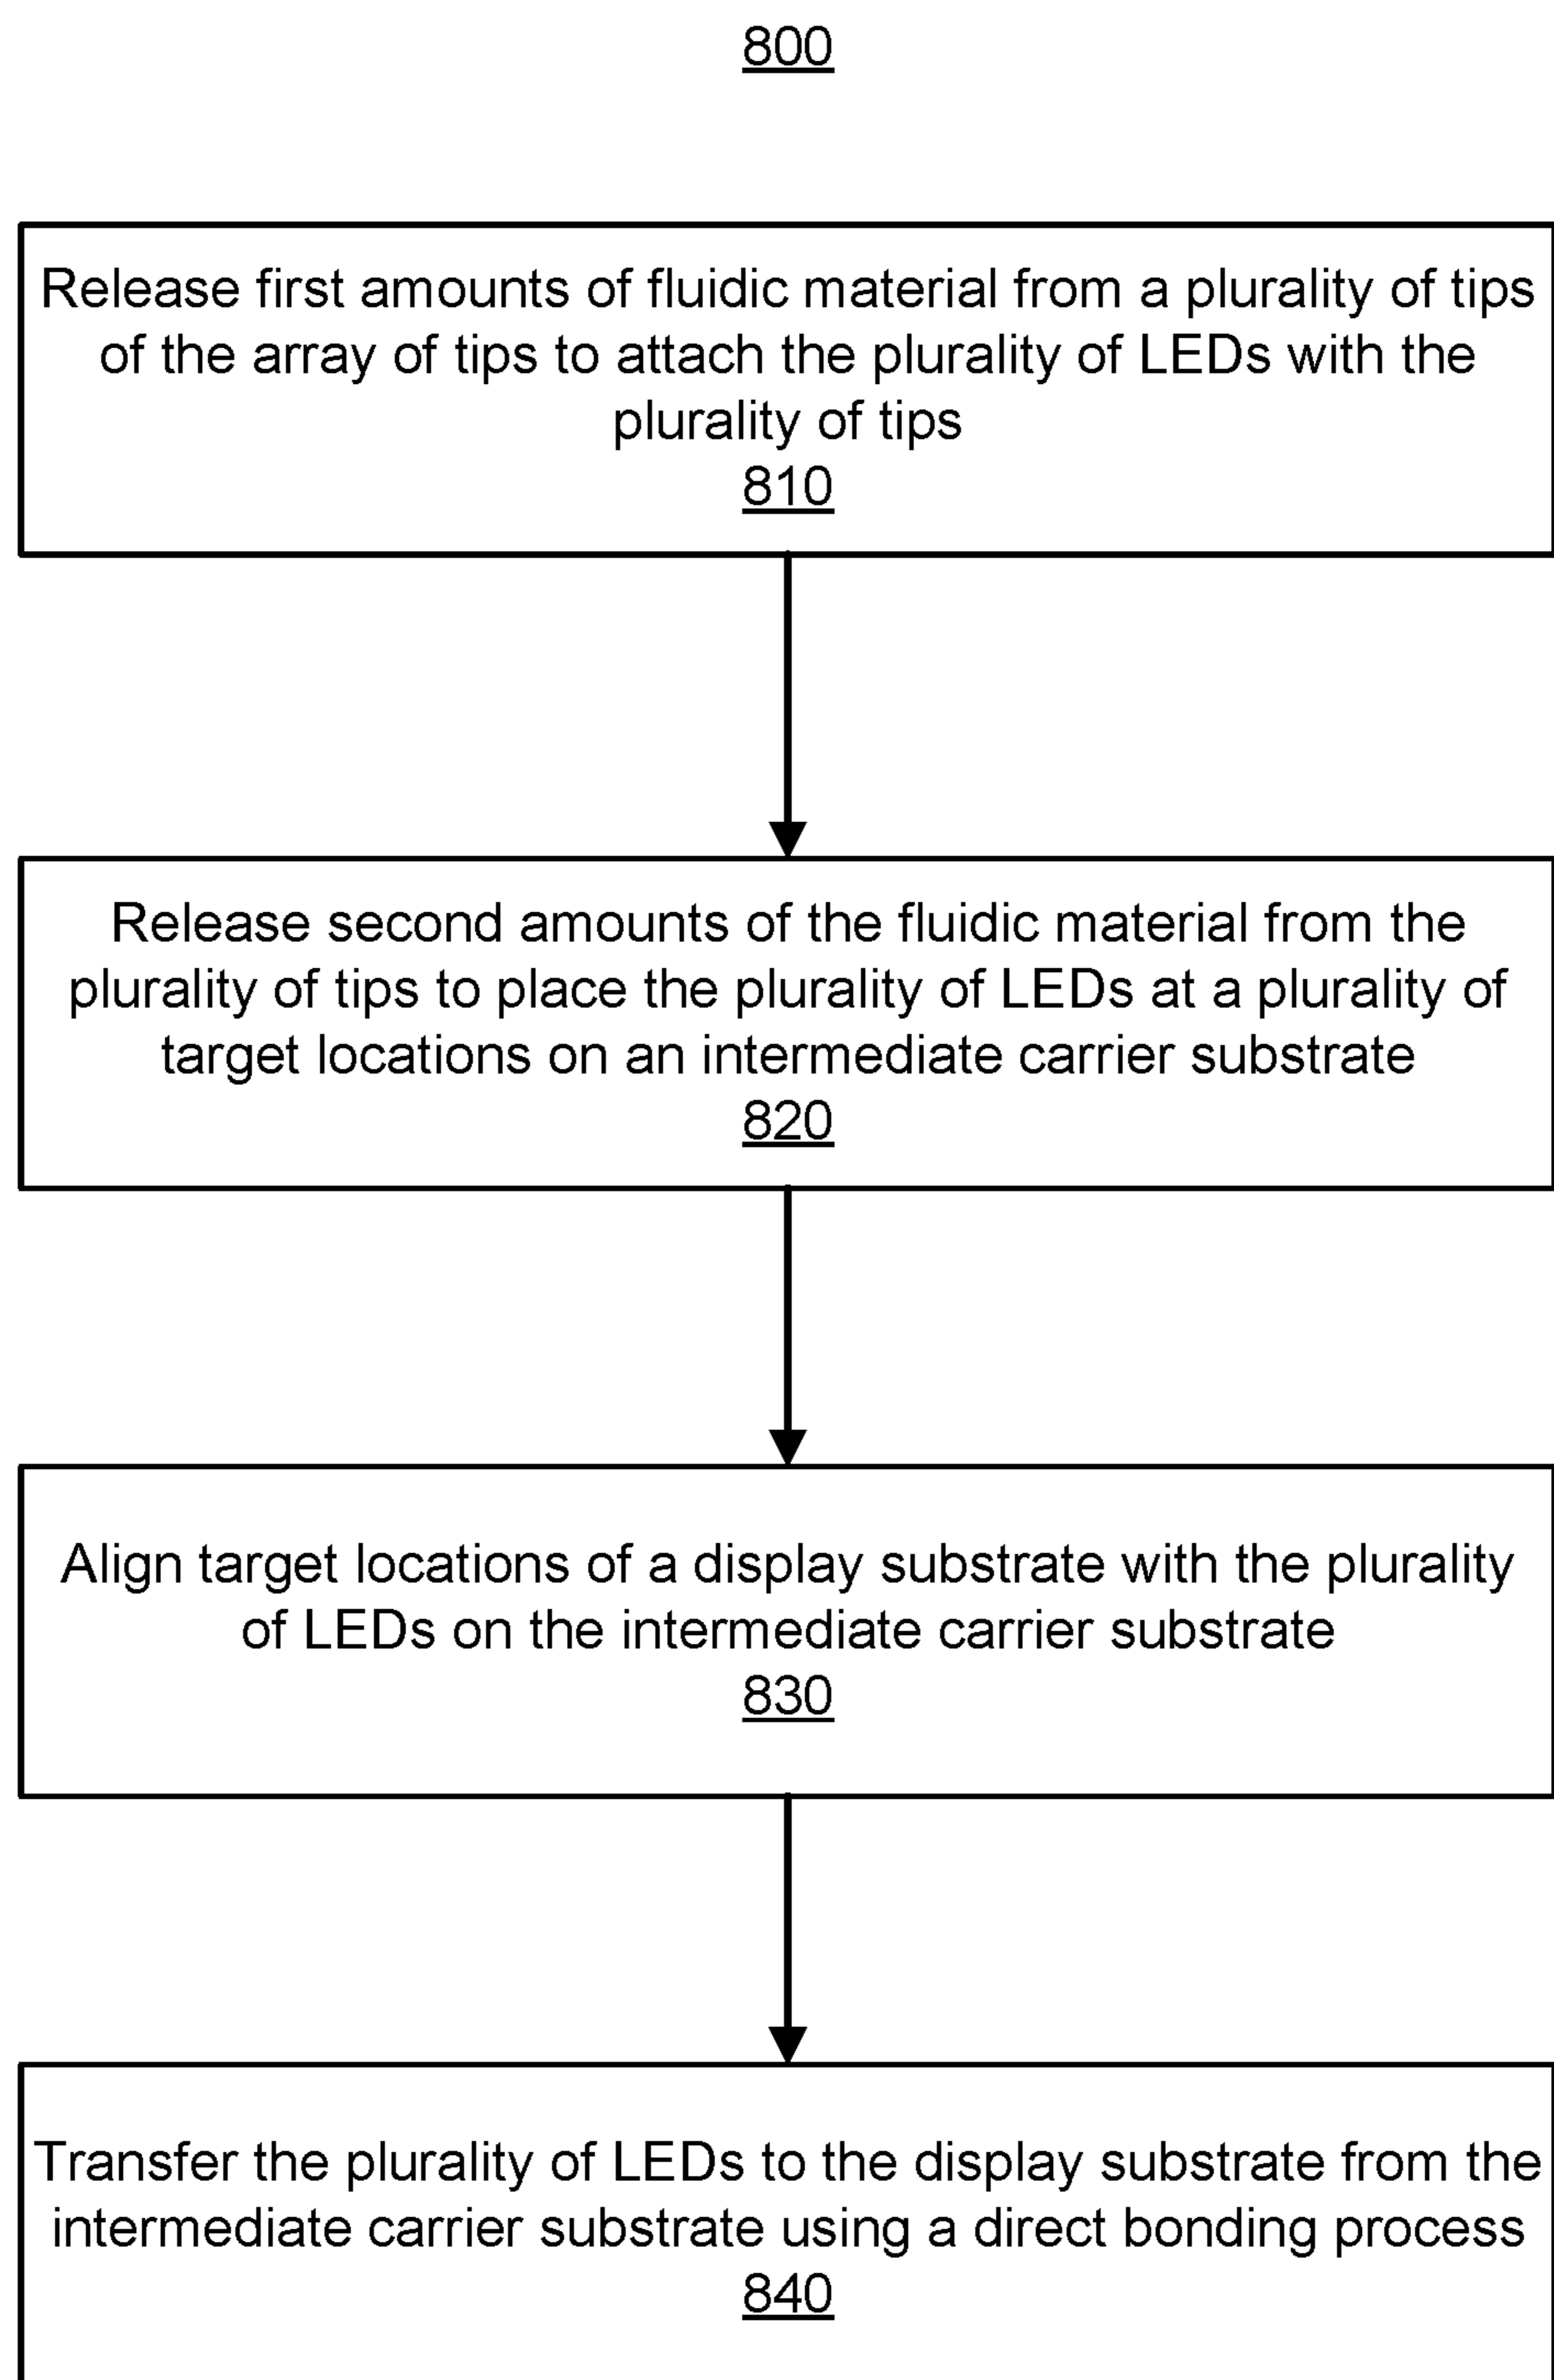 800
Release first amounts of fluidic material from a plurality of tips
of the array of tips to attach the plurality of LEDs with the
plurality of tips
810
Release second amounts of the fluidic material from the
plurality of tips to place the plurality of LEDs at a plurality of
target locations on an intermediate carrier substrate
820
Align target locations of a display substrate with the plurality
of LEDs on the intermediate carrier substrate
830
Transfer the plurality of LEDs to the display substrate from the
intermediate carrier substrate using a direct bonding process
840